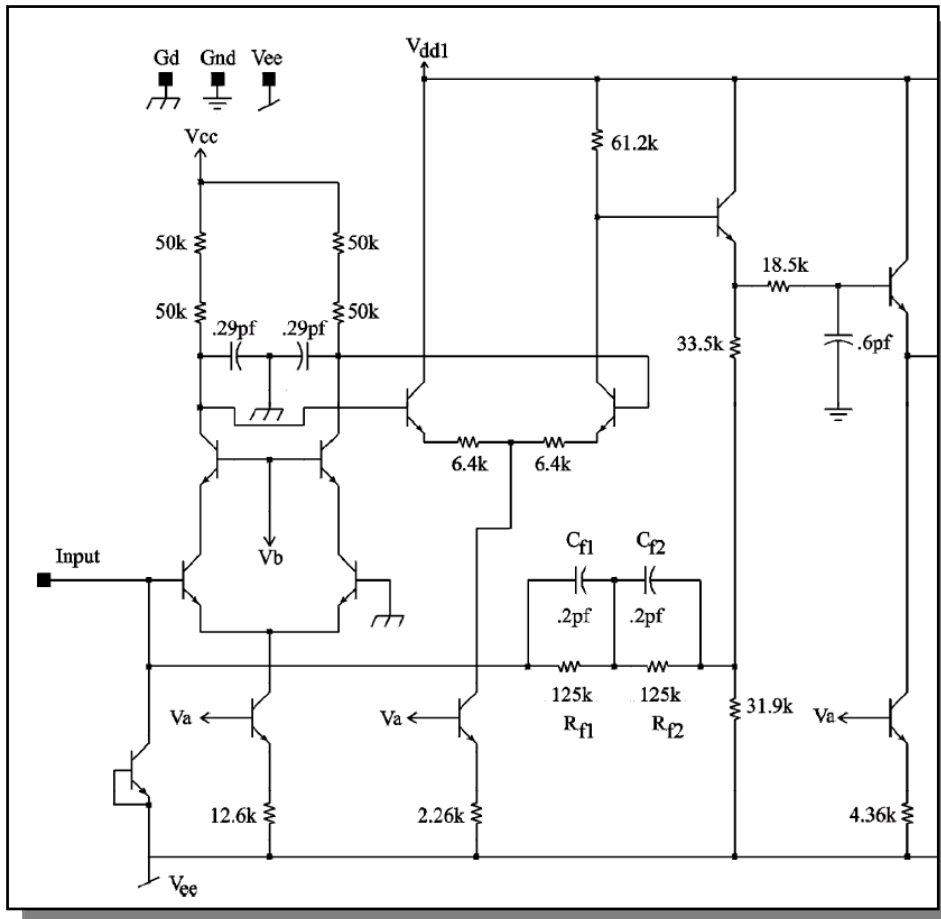 Gd Gnd Vee
Vdd1
Vcc
61.2k
50k 50k
18.5k
50k 50k
.29pf .29pf
33.5k .6pf
6.4k 6.4k
Input Vb Cf1 Cf2
.2pf .2pf
125k 125k 31.9k
Va Va Rf1 Rf2 Va
12.6k 2.26k 4.36k
Vee